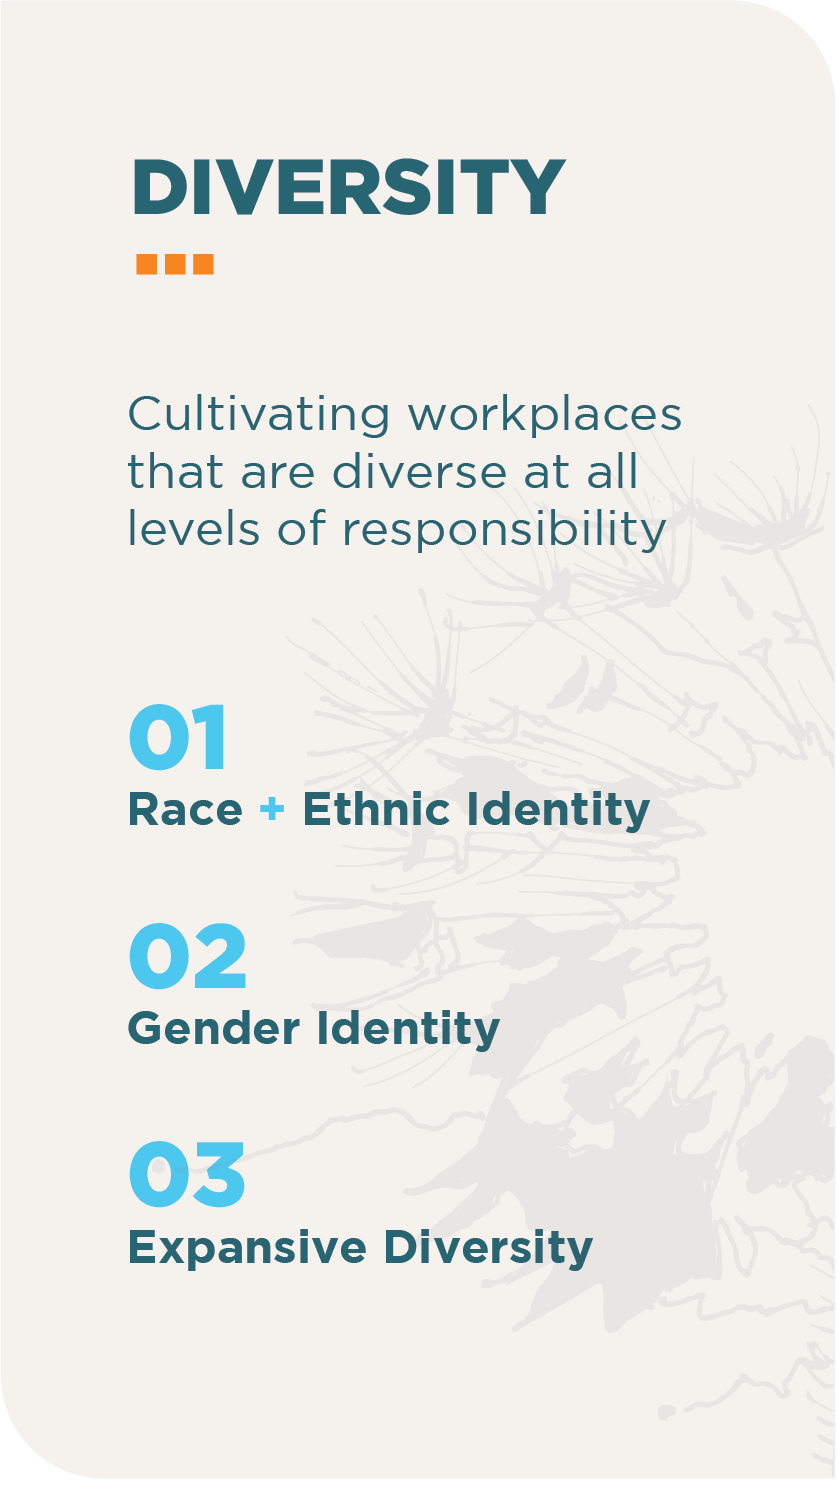 DIVERSITY
Cultivating workplaces
that are diverse at all
levels of responsibility
01
Race + Ethnic Identity
02
Gender Identity
03
Expansive Diversity